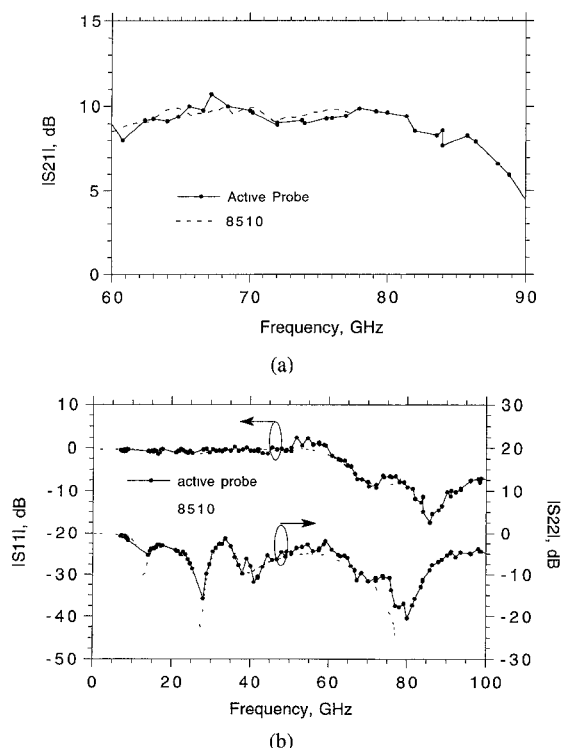 15
10
5
0
|S21|, dB
Active Probe
8510
60 70 80 90
Frequency, GHz
(a)
10
0
-10
-20
-30
-40
-50
|S11|, dB
30
20
10
0
-10
-20
-30
|S22|, dB
active probe
8510
0 20 40 60 80 100
Frequency, GHz
(b)